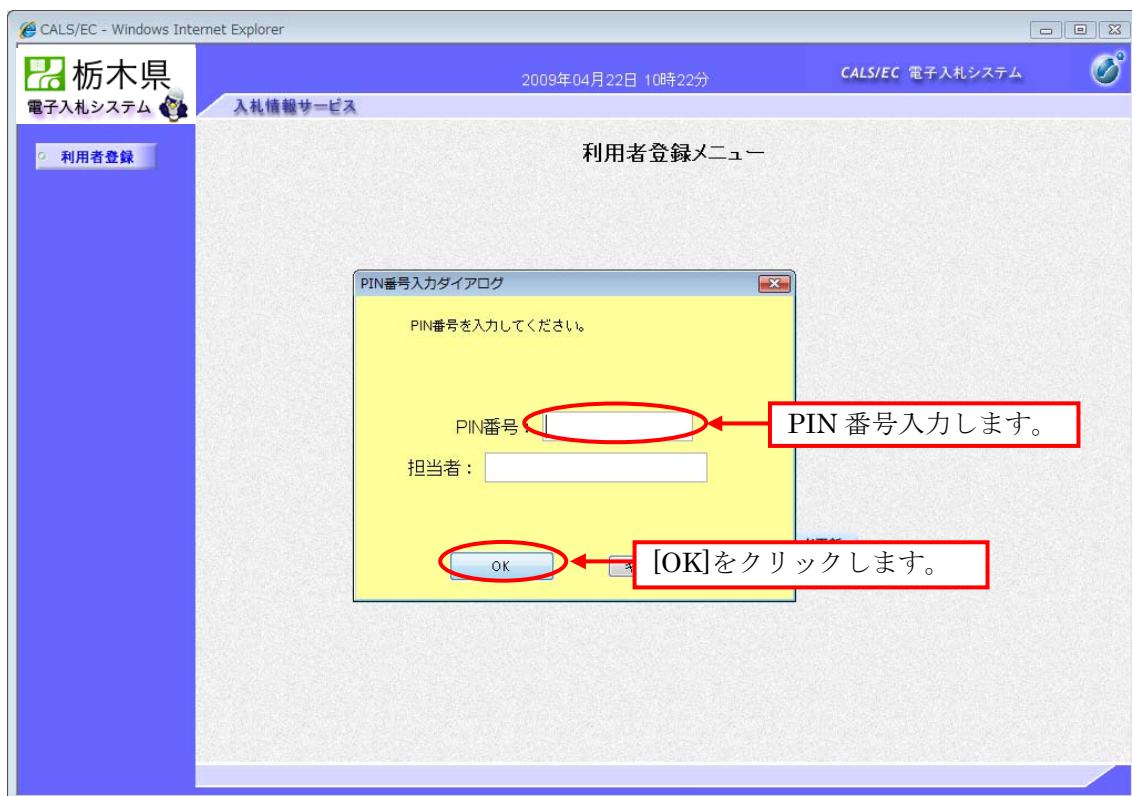 CALS/EC - Windows Internet Explorer
栃木県
2009年04月22日 10時22分
CALS/EC 電子入札システム
電子入札システム
入札情報サービス
利用者登録
利用者登録メニュー
PIN番号入力ダイアログ
PIN番号を入力してください。
PIN番号：
PIN 番号入力します。
担当者：
OK
[OK]をクリックします。